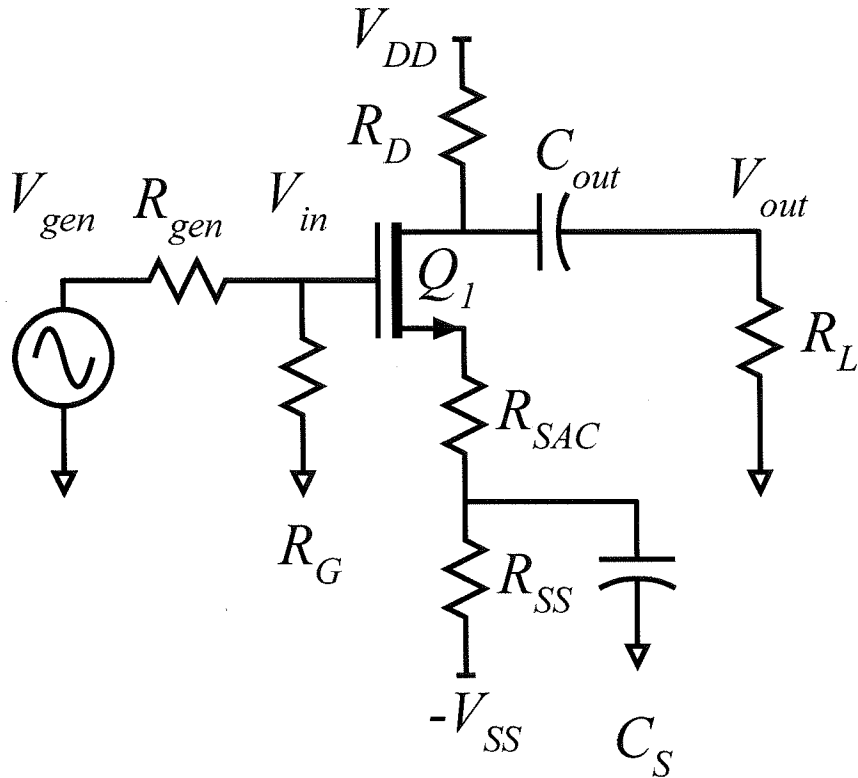 V_DD
R_D
C_out
V_gen
R_gen
V_in
V_out
Q_1
R_L
R_SAC
R_G
R_SS
-V_SS
C_S